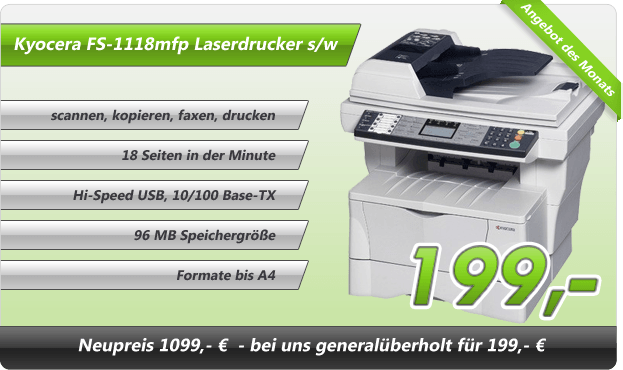 Angebot des Monats
Kyocera FS-1118mfp Laserdrucker s/w
scannen, kopieren, faxen, drucken
18 Seiten in der Minute
Hi-Speed USB, 10/100 Base-TX
96 MB Speichergröße
Formate bis A4
KYOCERA
199,-
Neupreis 1099,- € - bei uns generalüberholt für 199,- €